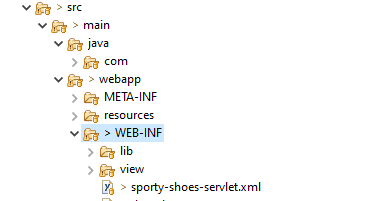 src
> main
java
> com
> webapp
META-INF
resources
> WEB-INF
lib
view
> sporty-shoes-servlet.xml